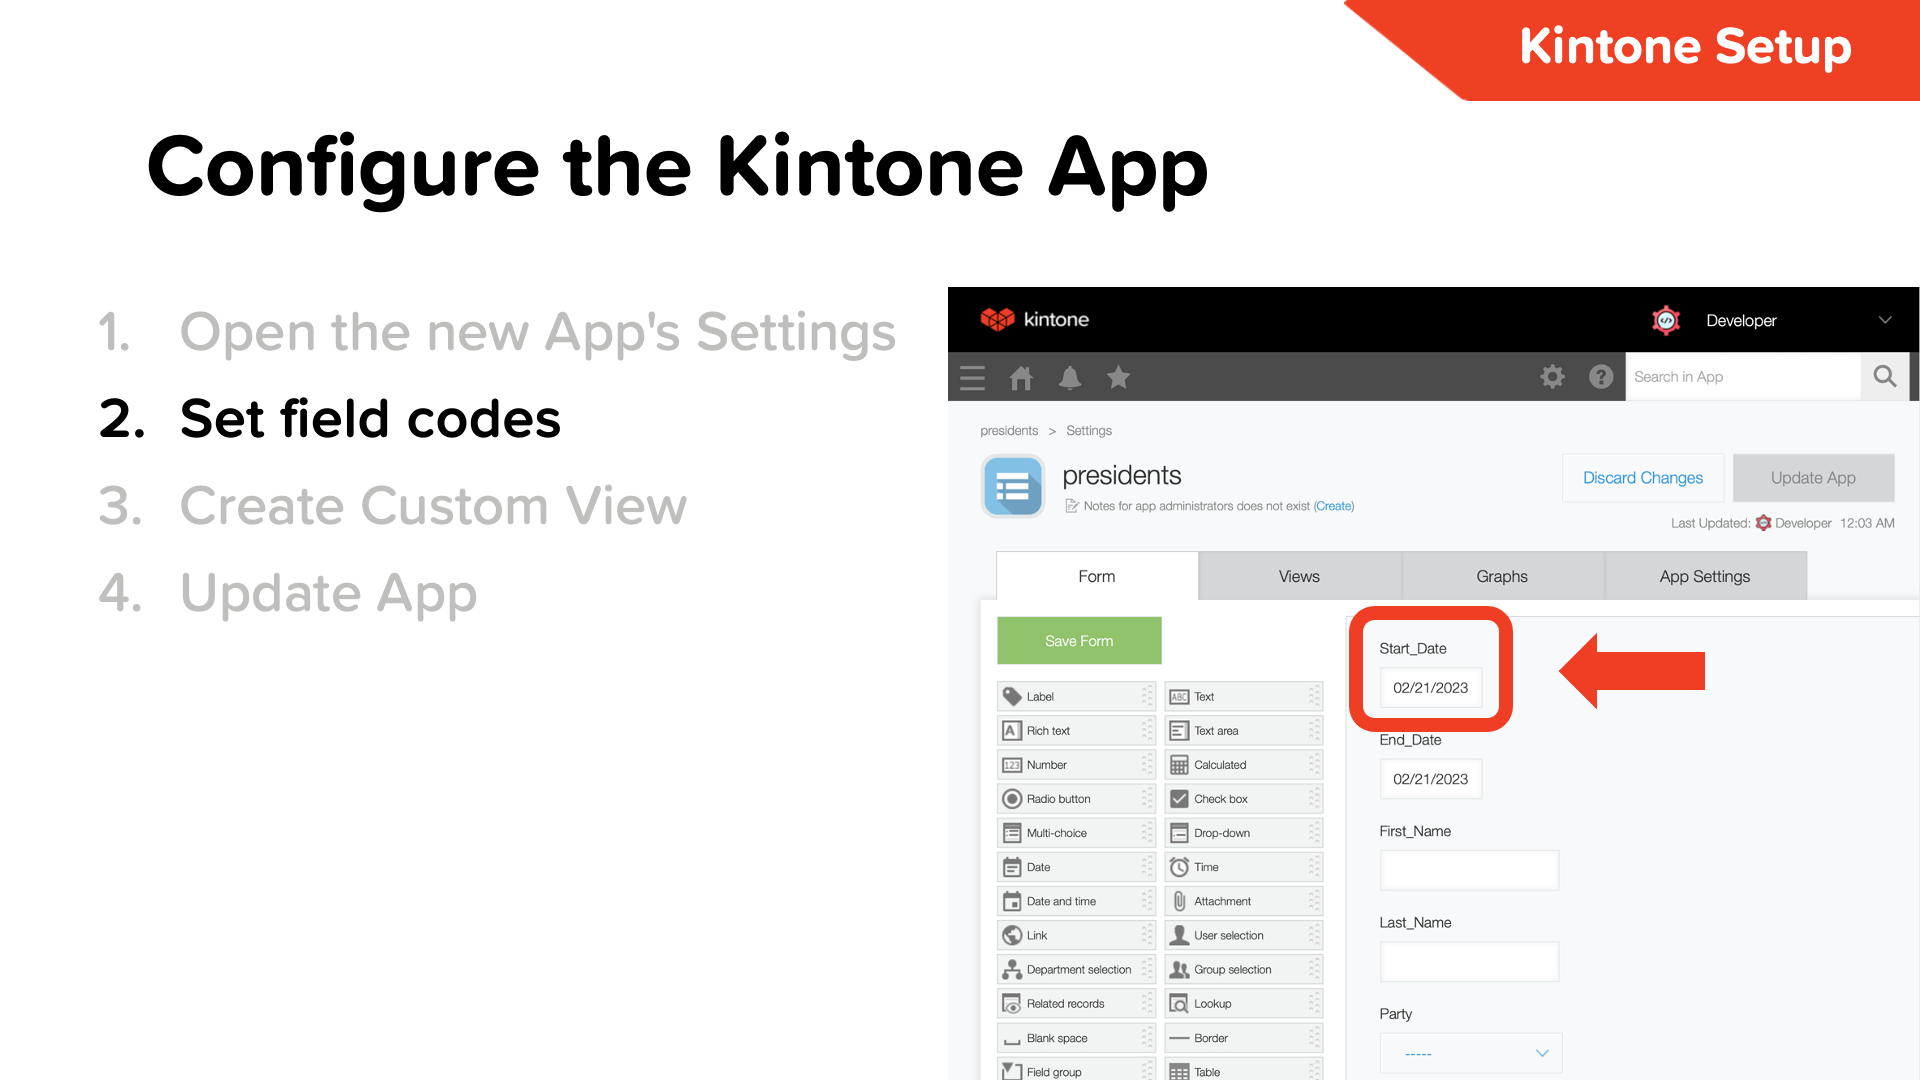 Kintone Setup
Configure the Kintone App
1. Open the new App's Settings
2. Set field codes
3. Create Custom View
4. Update App
kintone
Developer
Search in App
presidents > Settings
presidents
Notes for app administrators does not exist (Create)
Discard Changes
Update App
Last Updated: Developer 12:03 AM
Form Views Graphs App Settings
Save Form
Label Text
Rich text Text area
Number Calculated
Radio button Check box
Multi-choice Drop-down
Date Time
Date and time Attachment
Link User selection
Department selection Group selection
Related records Lookup
Blank space Border
Field group Table
Start_Date
02/21/2023
End_Date
02/21/2023
First_Name
Last_Name
Party
-----